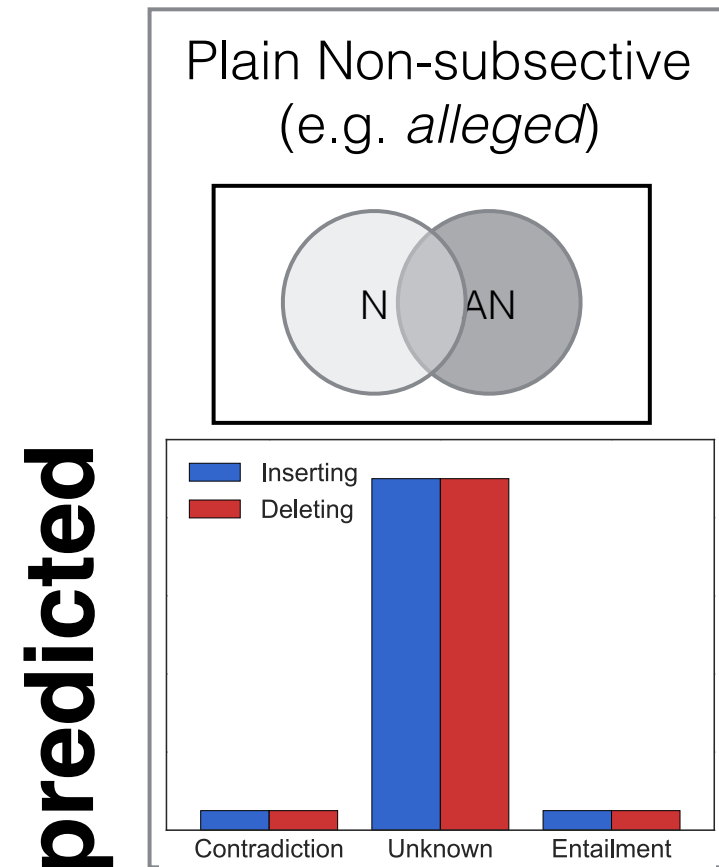 Plain Non-subsective
(e.g. alleged)
N AN
predicted
Inserting
Deleting
Contradiction Unknown Entailment